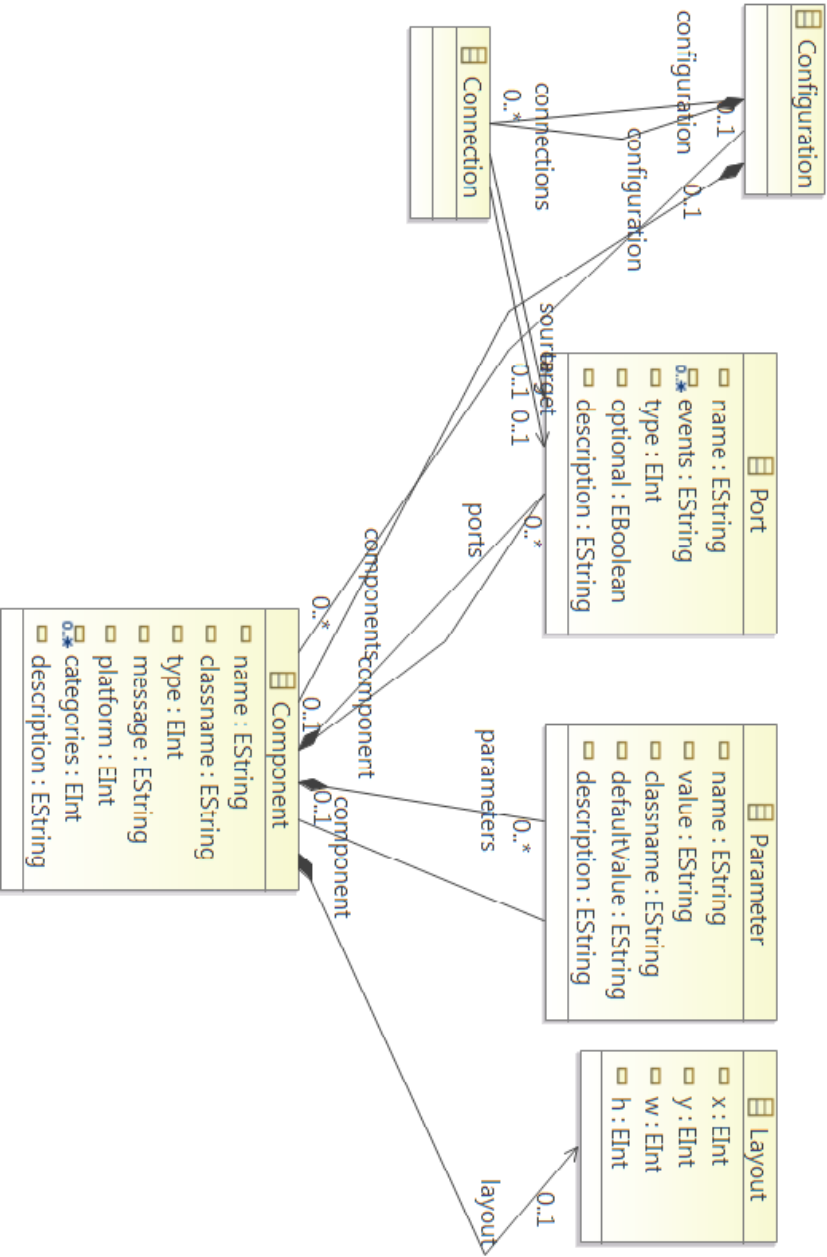 Configuration
0..1
configuration
0..1
configuration
connections
0..*
Connection
source
target
0..1
0..1
Port
name : EString
events : EString
0..*
type : EInt
optional : EBoolean
description : EString
0..*
ports
Parameter
name : EString
value : EString
classname : EString
defaultValue : EString
description : EString
0..*
parameters
Layout
x : EInt
y : EInt
w : EInt
h : EInt
0..1
layout
components
0..*
component
0..1
component
0..1
Component
name : EString
classname : EString
type : EInt
message : EString
platform : EInt
categories : EInt
0..*
description : EString